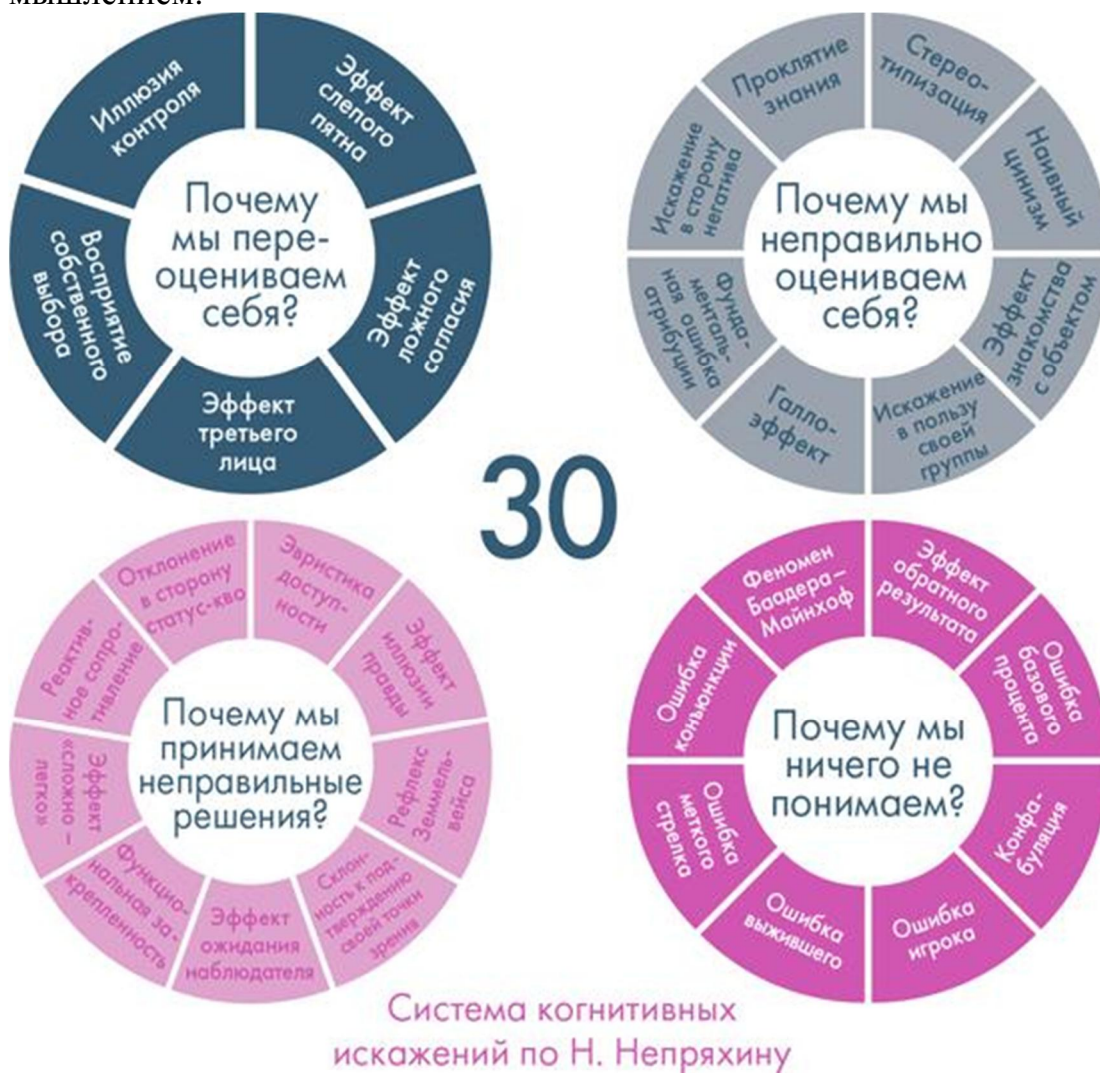 мышлением.
Иллюзия
контроля
Эффект
слепого
пятна
Эффект
ложного
согласия
Эффект
третьего
лица
Восприятие
собственного
выбора
Почему
мы пере-
оцениваем
себя?
Проклятие
знания
Стерео-
типизация
Наивный
цинизм
Эффект
знакомства
с объектом
Искажение
в пользу
своей
группы
Галло-
эффект
Фунда-
менталь-
ная ошибка
атрибуции
Искажение
в сторону
негатива
Почему мы
неправильно
оцениваем
себя?
30
Отклонение
в сторону
статус-кво
Эвристика
доступ-
ности
Эффект
иллюзии
правды
Рефлекс
Земмель-
вейса
Склон-
ность к под-
тверждению
своей точки
зрения
Эффект
ожидания
наблюдателя
Функцио-
нальная за-
крепленность
Эффект
«сложно –
легко»
Реактив-
ное сопро-
тивление
Почему мы
принимаем
неправильные
решения?
Феномен
Баадера–
Майнхоф
Эффект
обратного
результата
Ошибка
базового
процента
Конфа-
буляция
Ошибка
игрока
Ошибка
выжившего
Ошибка
меткого
стрелка
Ошибка
конъюнкции
Почему мы
ничего не
понимаем?
Система когнитивных
искажений по Н. Непряхину